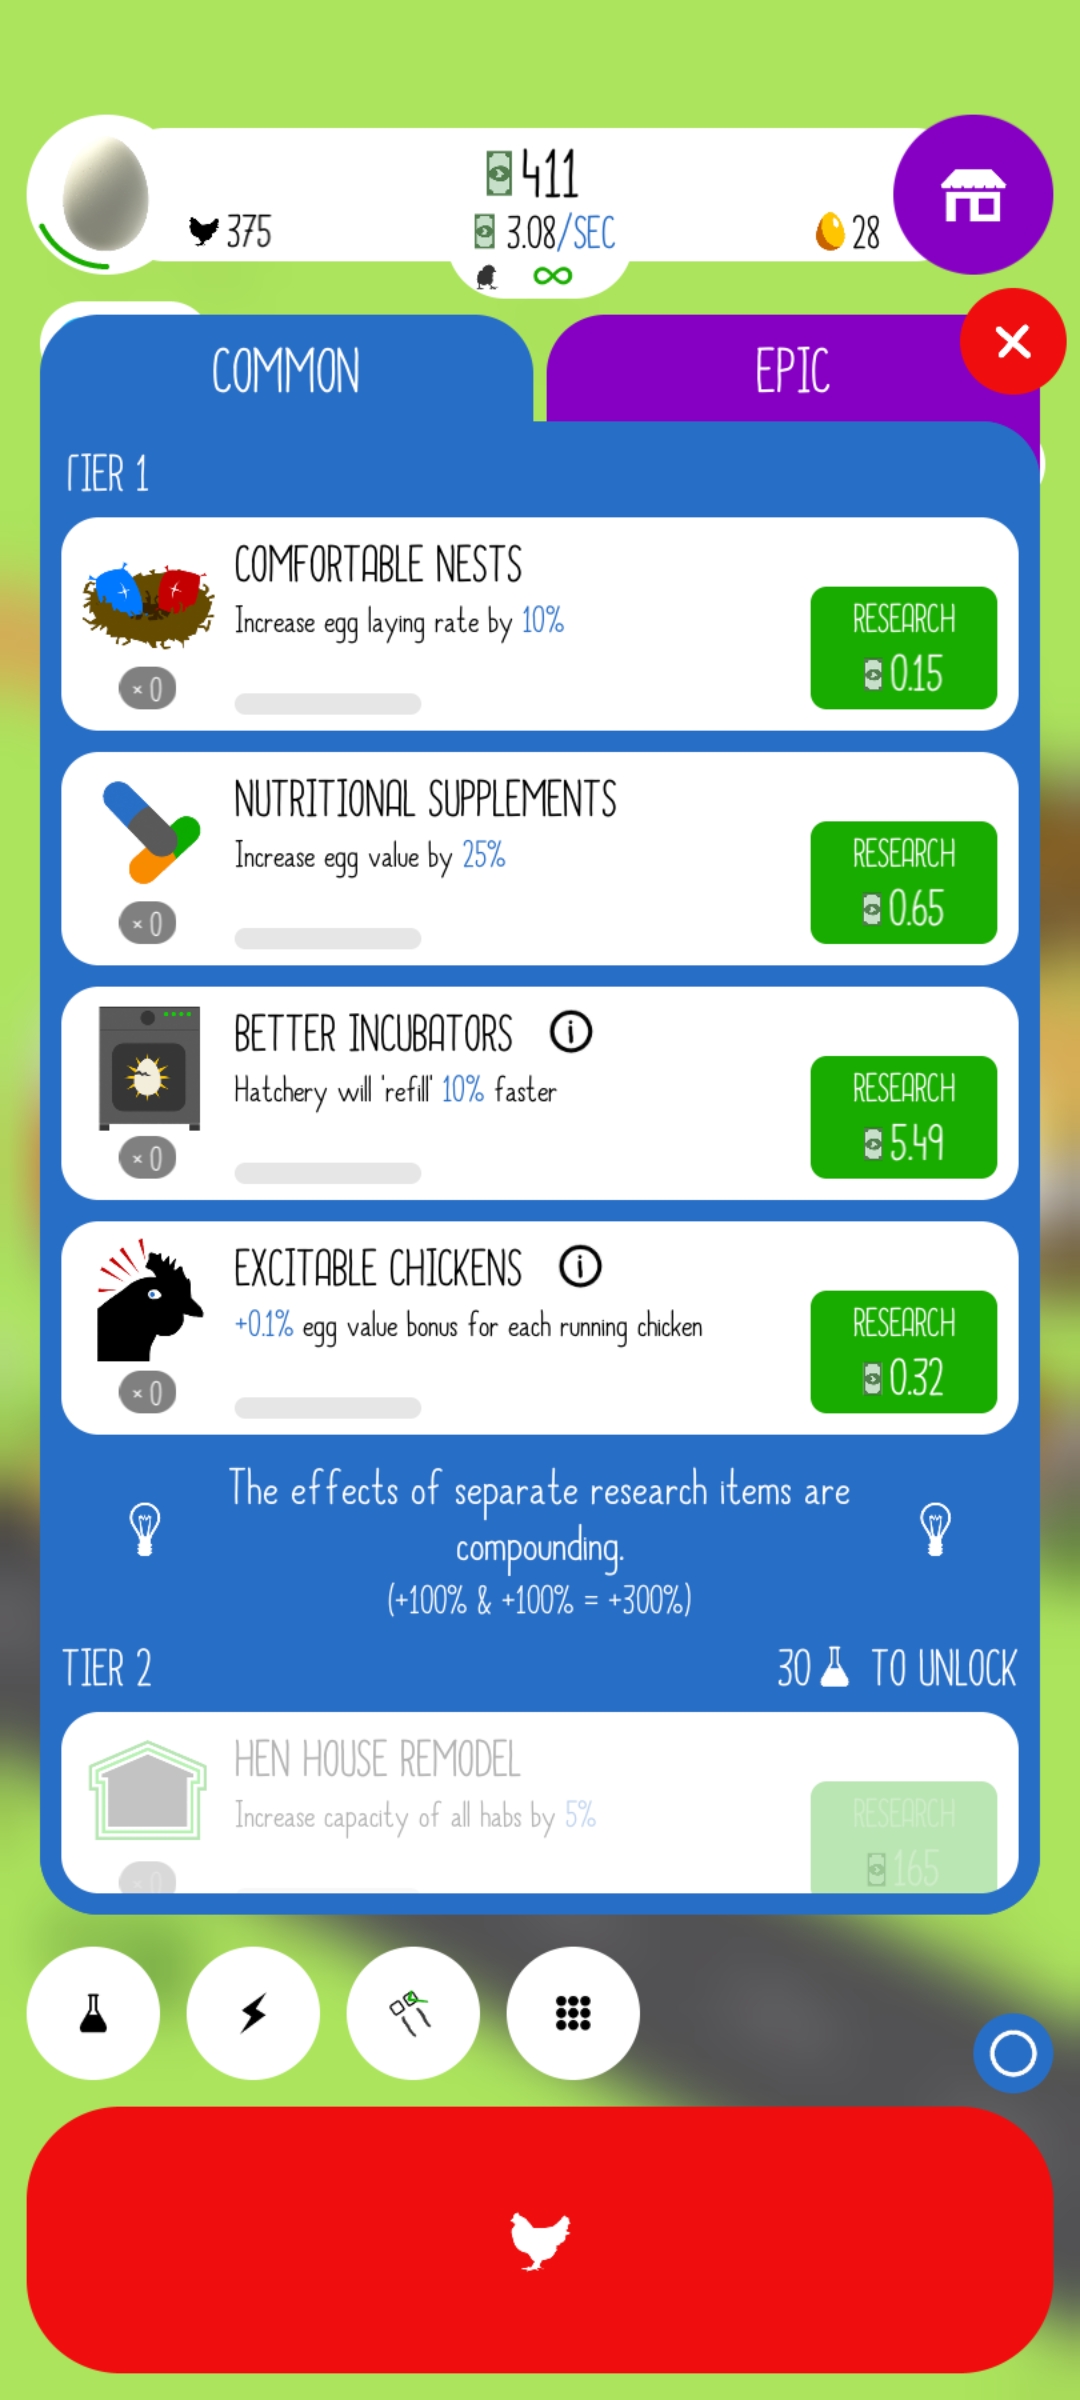 411
375
3.08/SEC
28
∞
COMMON
EPIC
TIER 1
COMFORTABLE NESTS
Increase egg laying rate by 10%
RESEARCH
0.15
× 0
NUTRITIONAL SUPPLEMENTS
Increase egg value by 25%
RESEARCH
0.65
× 0
BETTER INCUBATORS
Hatchery will 'refill' 10% faster
RESEARCH
5.49
× 0
EXCITABLE CHICKENS
+0.1% egg value bonus for each running chicken
RESEARCH
0.32
× 0
The effects of separate research items are
compounding.
(+100% & +100% = +300%)
TIER 2
30 TO UNLOCK
HEN HOUSE REMODEL
Increase capacity of all habs by 5%
RESEARCH
165
× 0